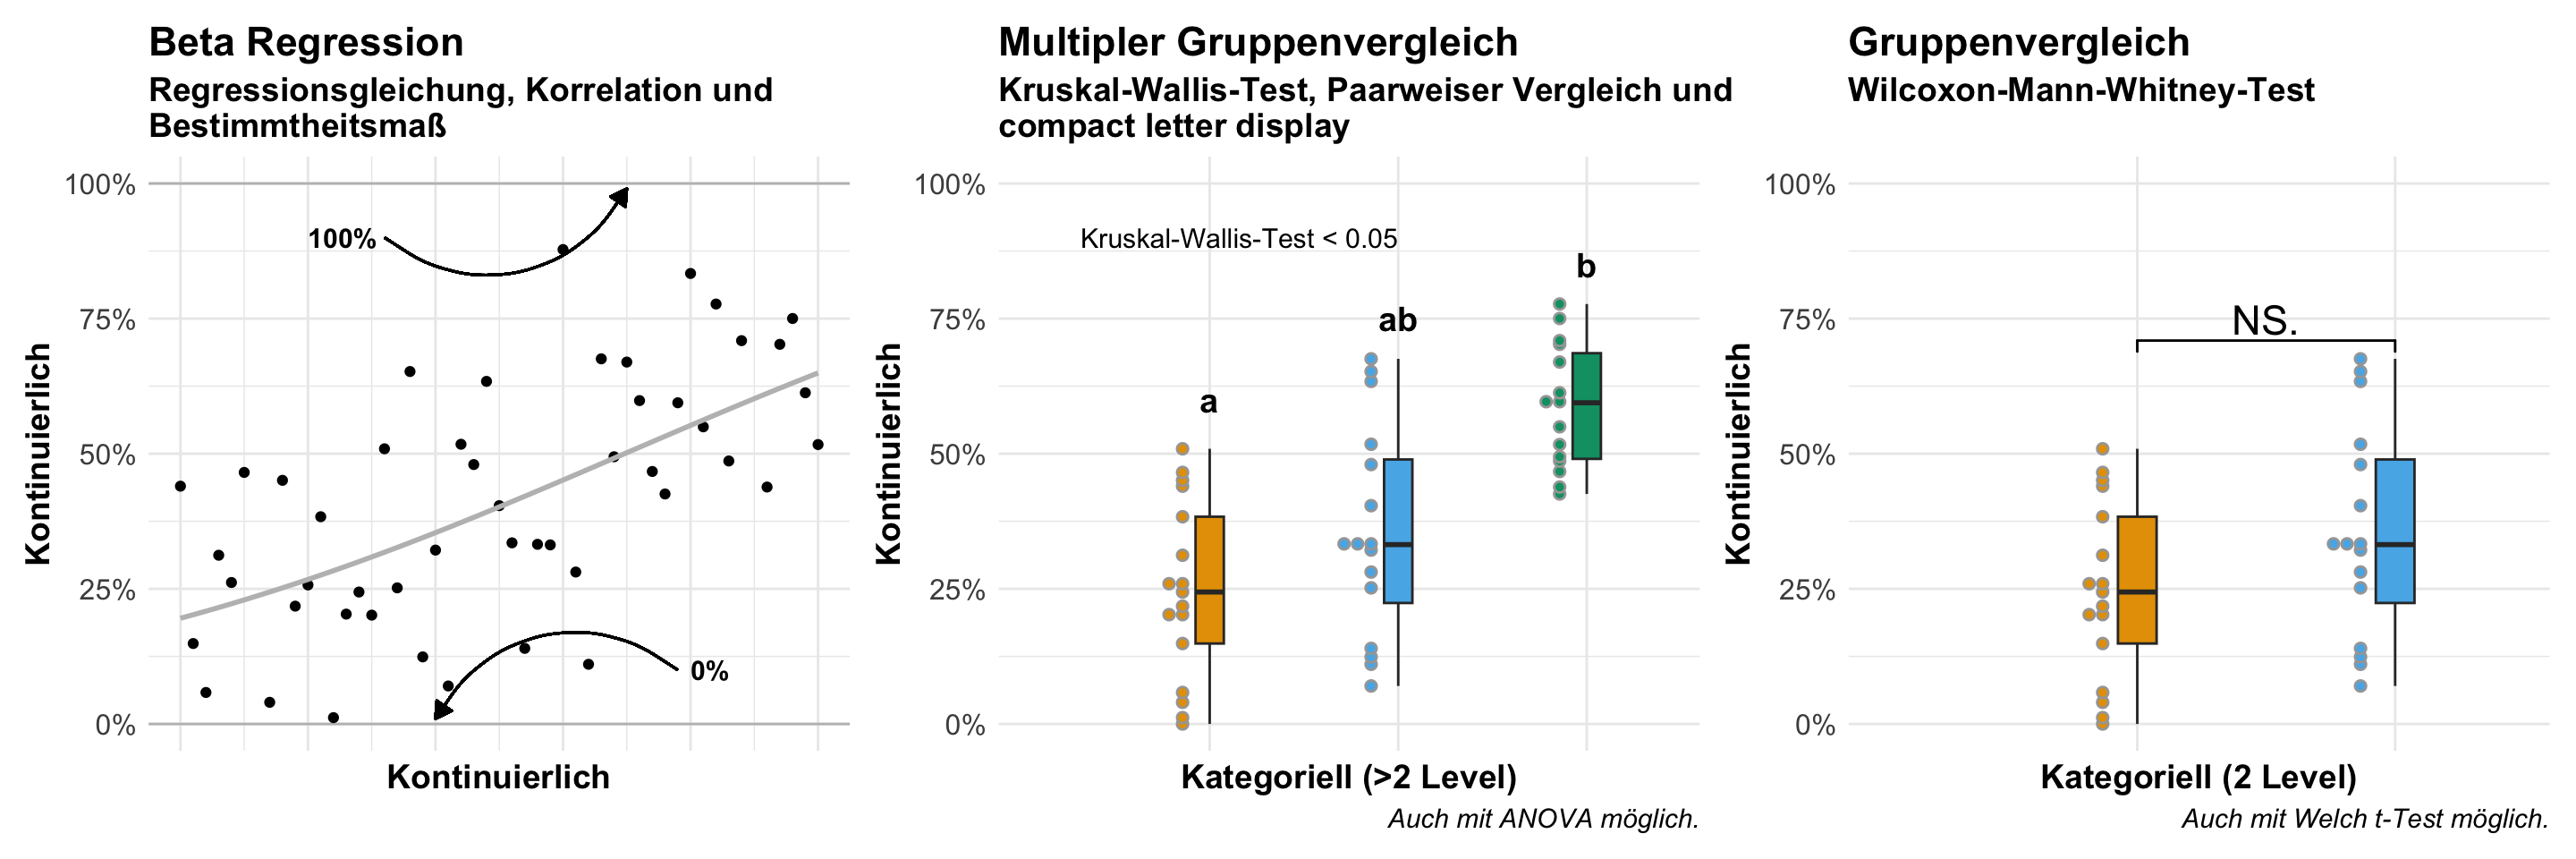 Beta Regression
Regressionsgleichung, Korrelation und
Bestimmtheitsmaß
Kontinuierlich
100%
75%
50%
25%
0%
100%
0%
Kontinuierlich
Multipler Gruppenvergleich
Kruskal-Wallis-Test, Paarweiser Vergleich und
compact letter display
Kontinuierlich
100%
75%
50%
25%
0%
Kruskal-Wallis-Test < 0.05
a
ab
b
Kategoriell (>2 Level)
Auch mit ANOVA möglich.
Gruppenvergleich
Wilcoxon-Mann-Whitney-Test
Kontinuierlich
100%
75%
50%
25%
0%
NS.
Kategoriell (2 Level)
Auch mit Welch t-Test möglich.